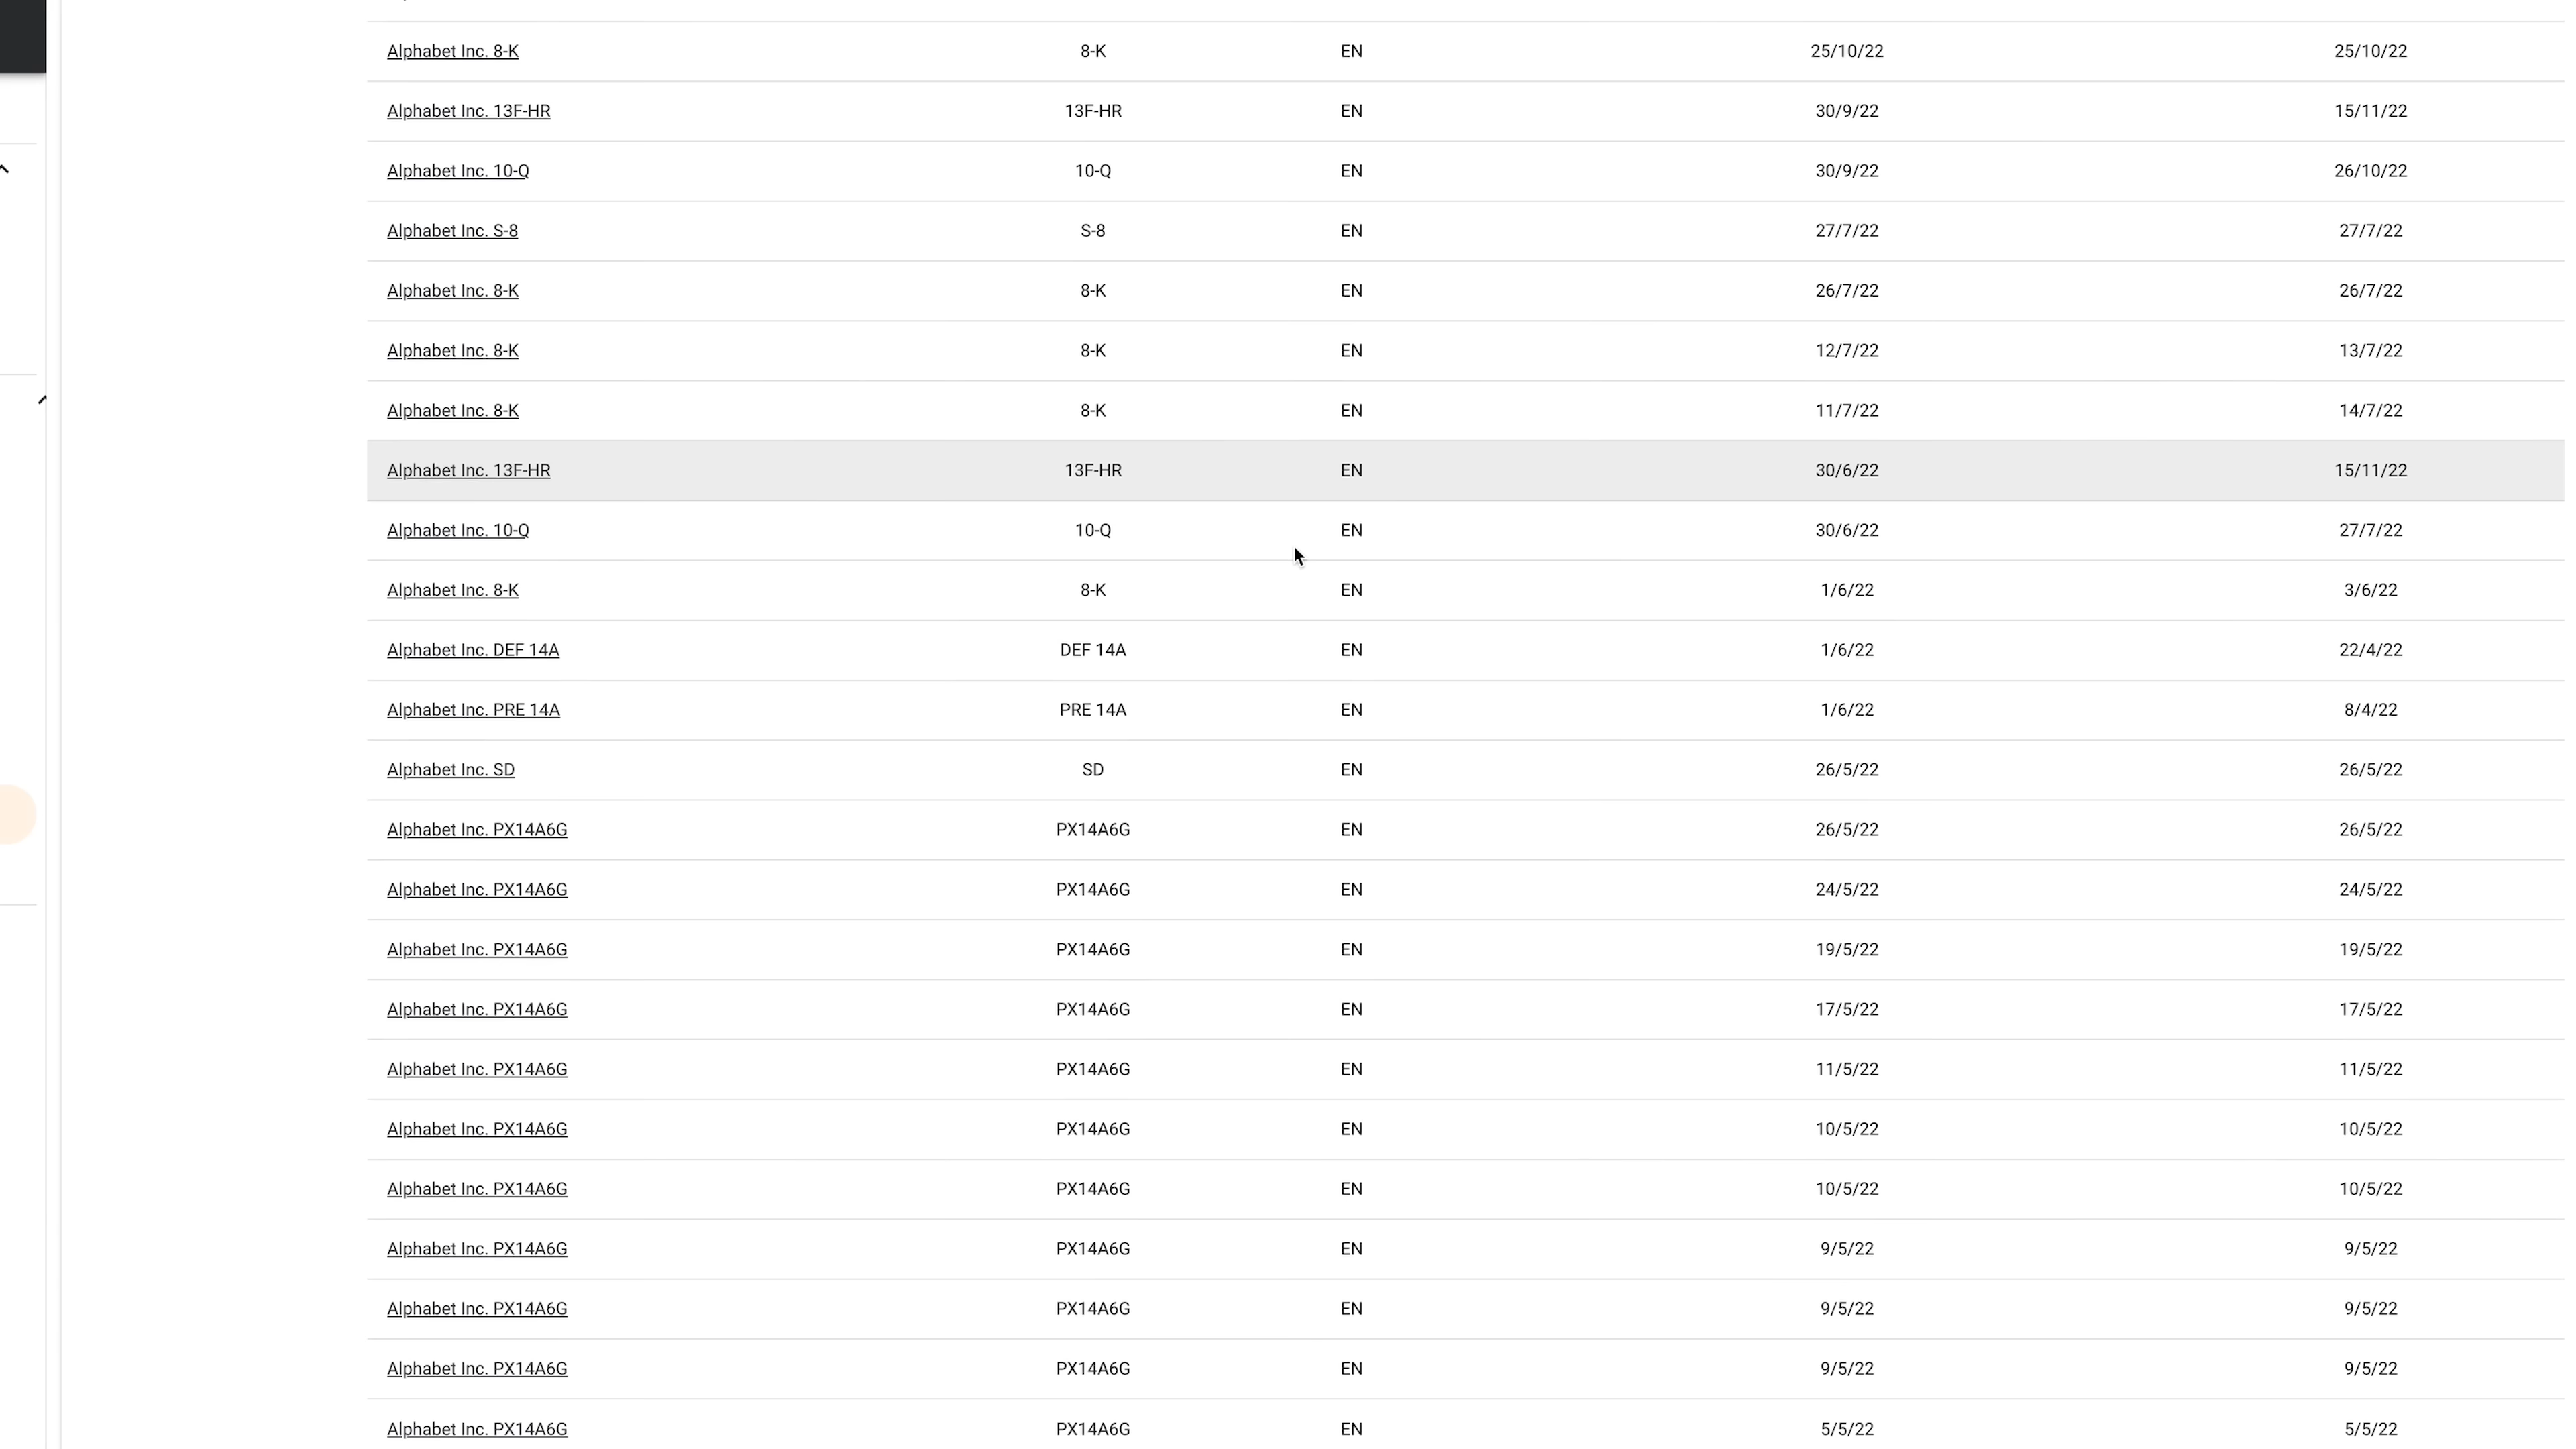 Alphabet Inc. 8-K 8-K EN 25/10/22 25/10/22
Alphabet Inc. 13F-HR 13F-HR EN 30/9/22 15/11/22
Alphabet Inc. 10-Q 10-Q EN 30/9/22 26/10/22
Alphabet Inc. S-8 S-8 EN 27/7/22 27/7/22
Alphabet Inc. 8-K 8-K EN 26/7/22 26/7/22
Alphabet Inc. 8-K 8-K EN 12/7/22 13/7/22
Alphabet Inc. 8-K 8-K EN 11/7/22 14/7/22
Alphabet Inc. 13F-HR 13F-HR EN 30/6/22 15/11/22
Alphabet Inc. 10-Q 10-Q EN 30/6/22 27/7/22
Alphabet Inc. 8-K 8-K EN 1/6/22 3/6/22
Alphabet Inc. DEF 14A DEF 14A EN 1/6/22 22/4/22
Alphabet Inc. PRE 14A PRE 14A EN 1/6/22 8/4/22
Alphabet Inc. SD SD EN 26/5/22 26/5/22
Alphabet Inc. PX14A6G PX14A6G EN 26/5/22 26/5/22
Alphabet Inc. PX14A6G PX14A6G EN 24/5/22 24/5/22
Alphabet Inc. PX14A6G PX14A6G EN 19/5/22 19/5/22
Alphabet Inc. PX14A6G PX14A6G EN 17/5/22 17/5/22
Alphabet Inc. PX14A6G PX14A6G EN 11/5/22 11/5/22
Alphabet Inc. PX14A6G PX14A6G EN 10/5/22 10/5/22
Alphabet Inc. PX14A6G PX14A6G EN 10/5/22 10/5/22
Alphabet Inc. PX14A6G PX14A6G EN 9/5/22 9/5/22
Alphabet Inc. PX14A6G PX14A6G EN 9/5/22 9/5/22
Alphabet Inc. PX14A6G PX14A6G EN 9/5/22 9/5/22
Alphabet Inc. PX14A6G PX14A6G EN 5/5/22 5/5/22